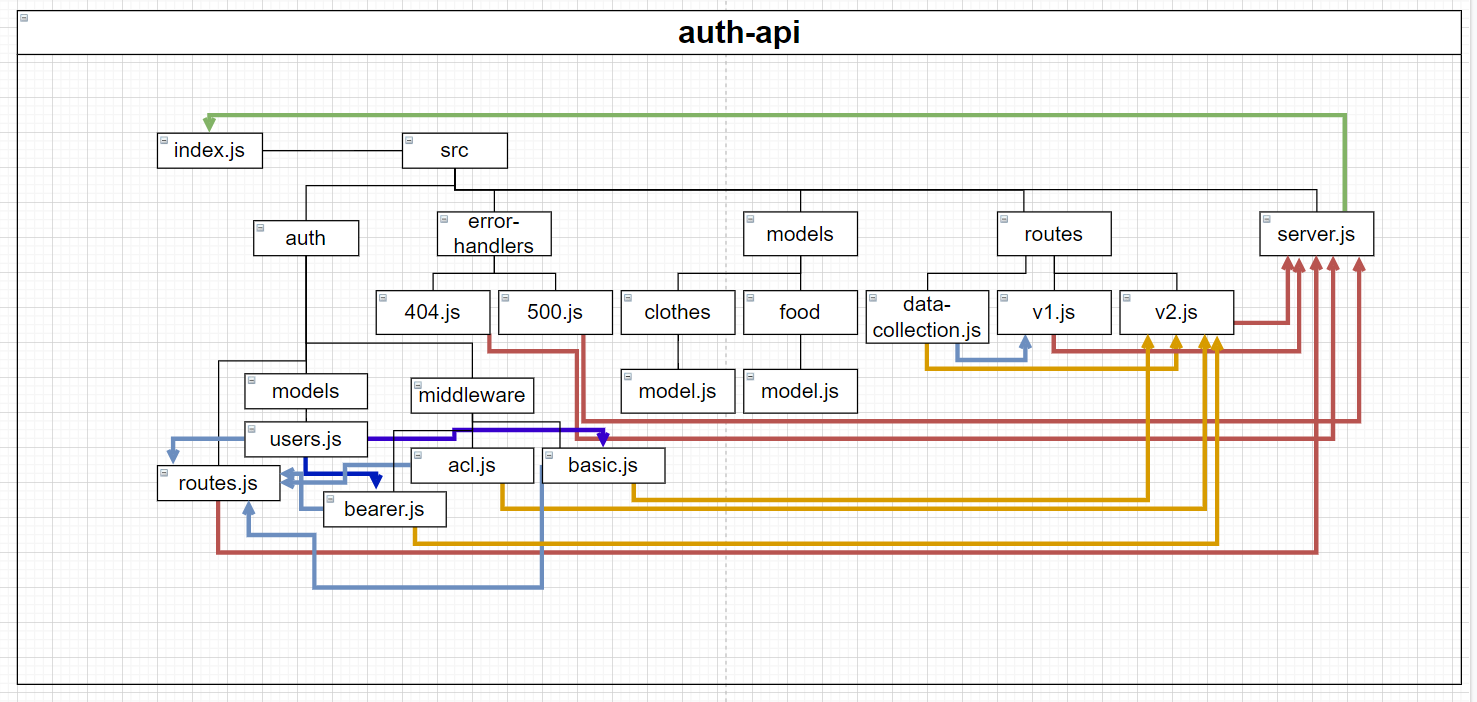 auth-api
index.js
src
auth
error-
handlers
models
routes
server.js
404.js
500.js
clothes
food
data-
collection.js
v1.js
v2.js
models
middleware
model.js
model.js
users.js
routes.js
acl.js
basic.js
bearer.js